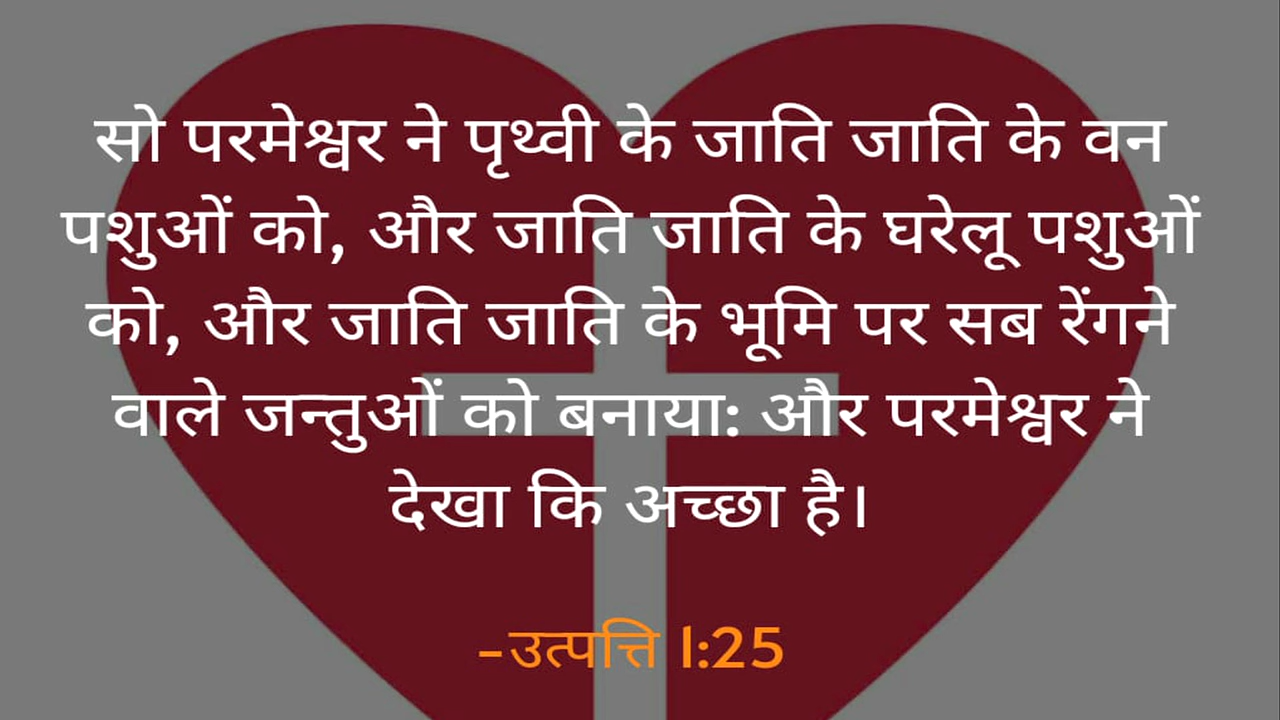 सो परमेश्वर ने पृथ्वी के जाति जाति के वन
पशुओं को, और जाति जाति के घरेलू पशुओं
को, और जाति जाति के भूमि पर सब रेंगने
वाले जन्तुओं को बनाया: और परमेश्वर ने
देखा कि अच्छा है।
-उत्पत्ति 1:25